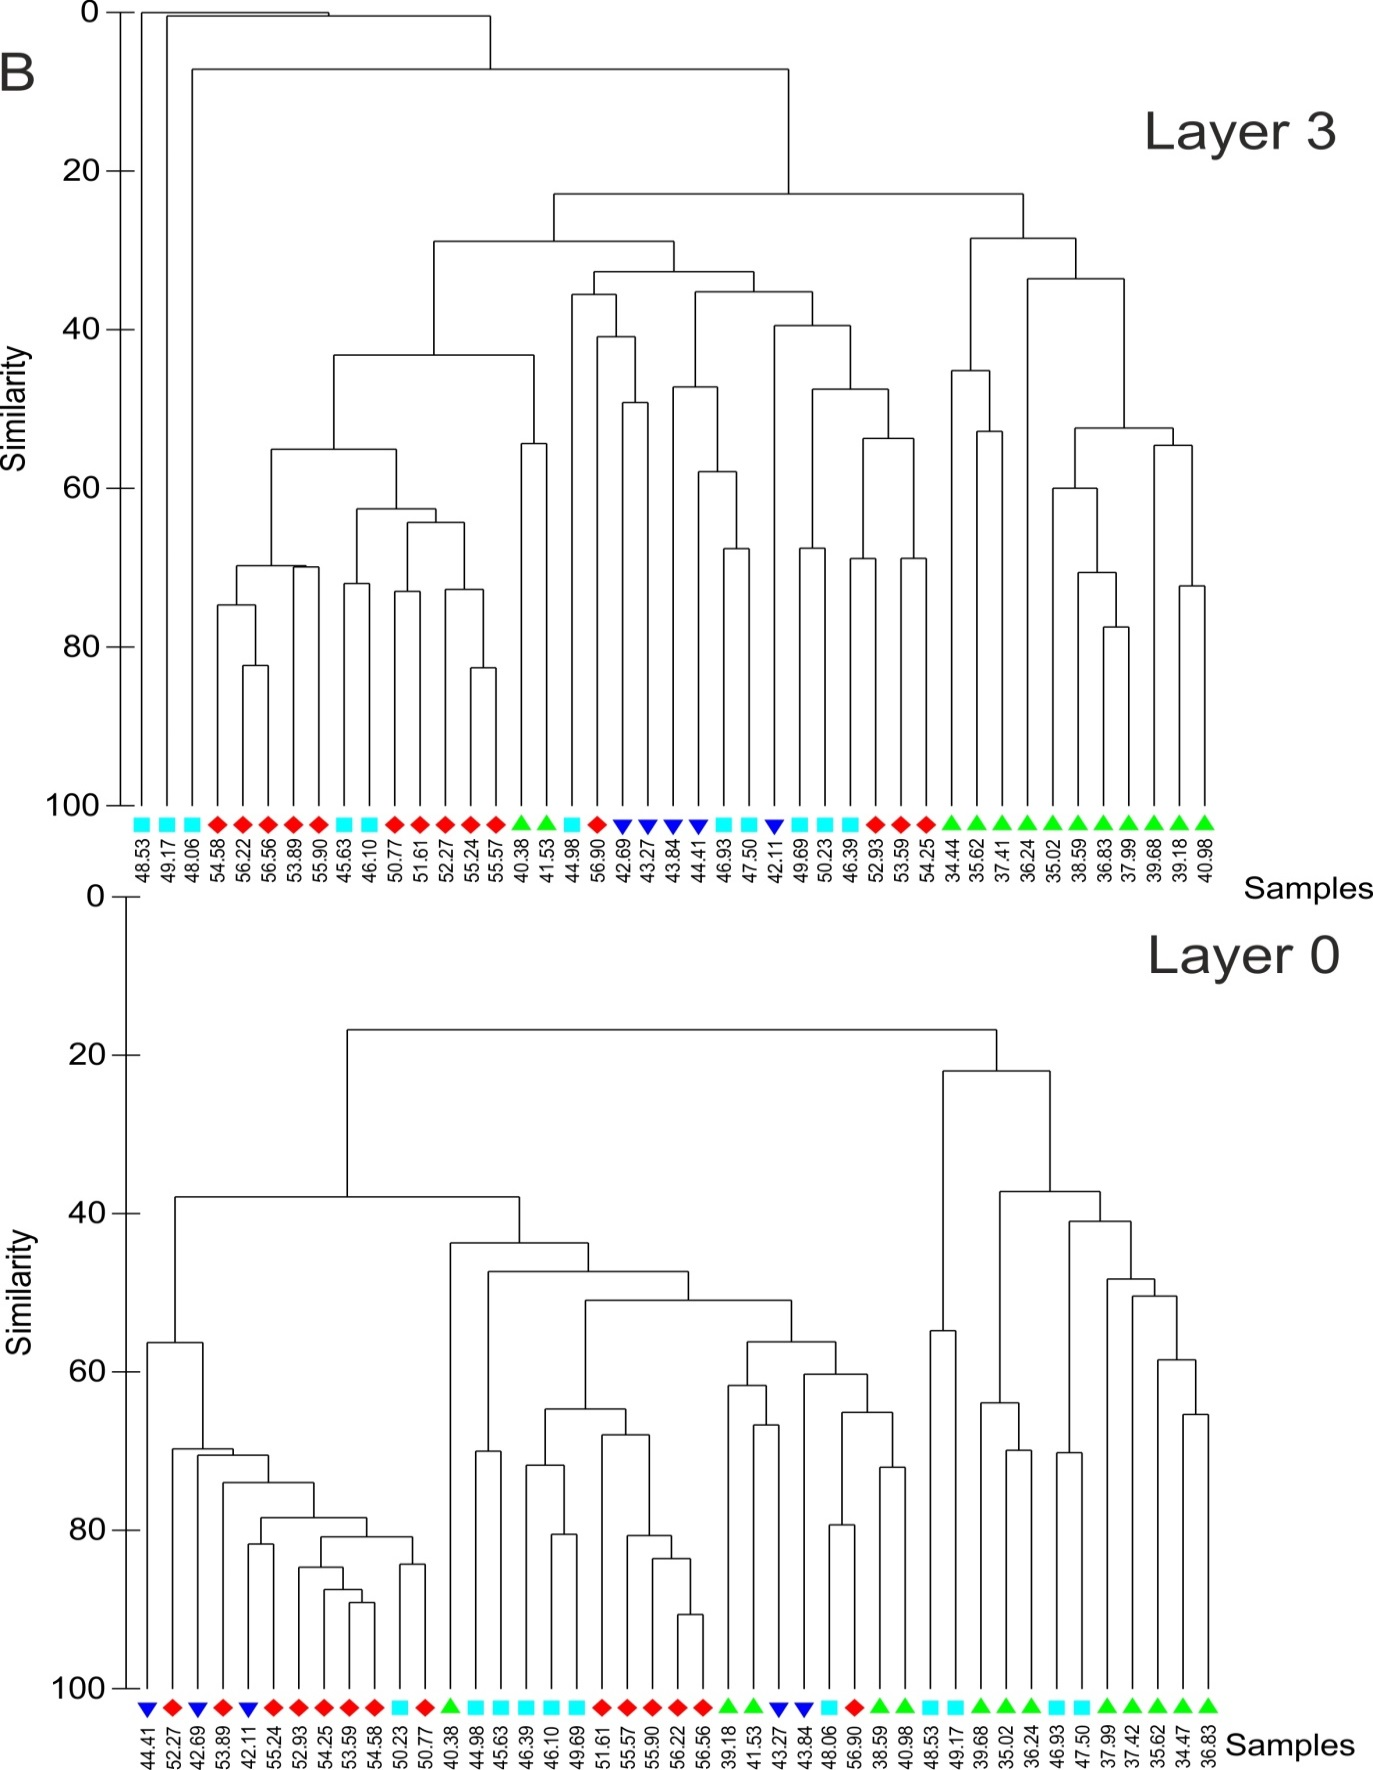 B
Layer 3
Similarity
0
20
40
60
80
100
48.53 49.17 48.06 54.58 56.22 56.56 53.89 55.90 45.63 46.10 50.77 51.61 52.27 55.24 55.57 40.38 41.53 44.98 56.90 42.69 43.27 43.84 44.41 46.93 47.50 42.11 49.69 50.23 46.39 52.93 53.59 54.25 34.44 35.62 37.41 36.24 35.02 38.59 36.83 37.99 39.68 39.18 40.98
Samples
Layer 0
Similarity
0
20
40
60
80
100
44.41 52.27 42.69 53.89 42.11 55.24 52.93 54.25 53.59 54.58 50.23 50.77 40.38 44.98 45.63 46.39 46.10 49.69 51.61 55.57 55.90 56.22 56.56 39.18 41.53 43.27 43.84 48.06 56.90 38.59 40.98 48.53 49.17 39.68 35.02 36.24 46.93 47.50 37.99 37.42 35.62 34.47 36.83
Samples